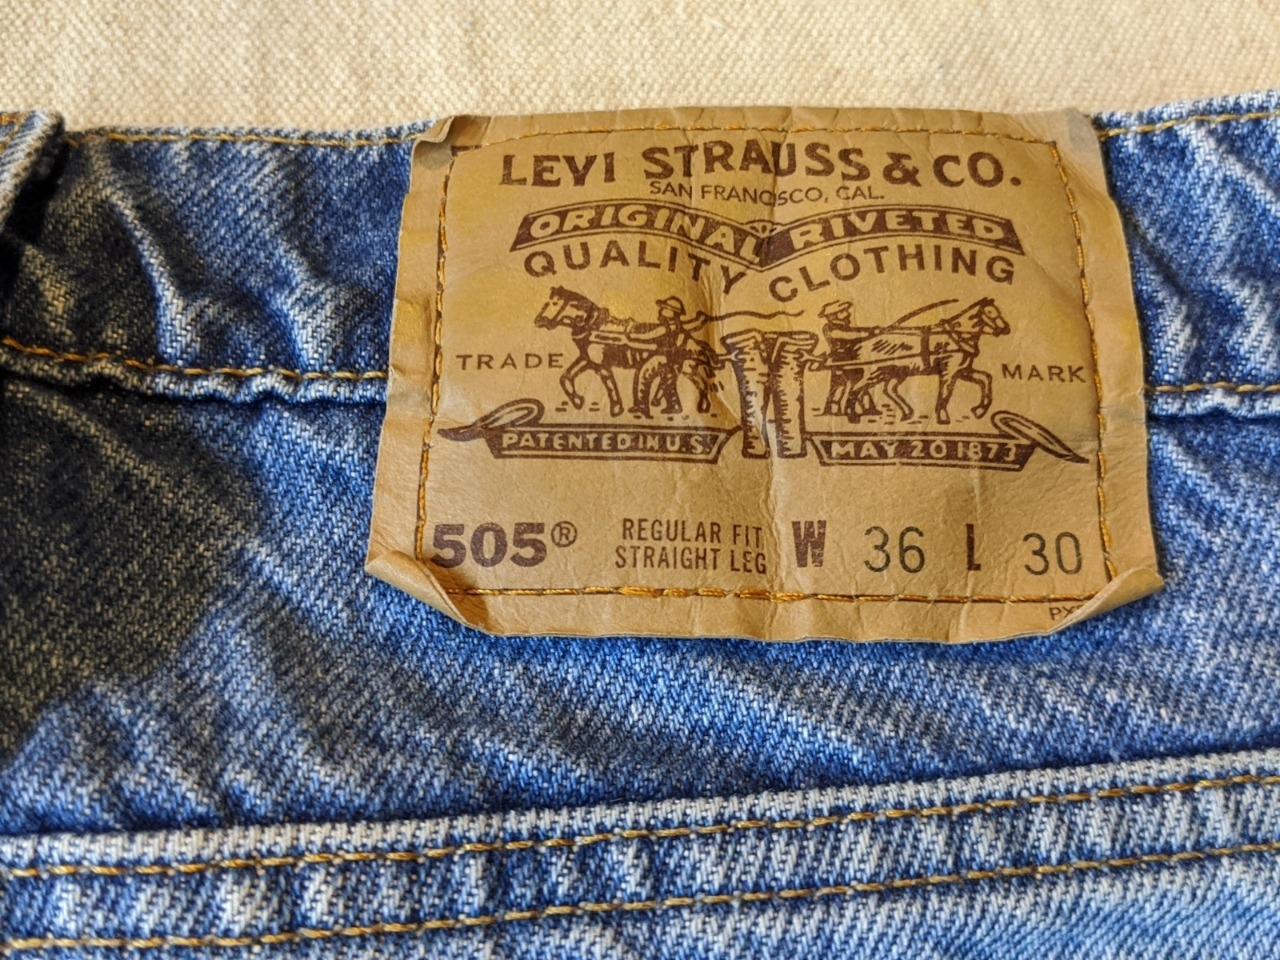 LEVI STRAUSS & CO.
SAN FRANCISCO, CAL.
ORIGINAL RIVETED
QUALITY CLOTHING
TRADE MARK
PATENTED IN U.S. MAY 20 1873
505® REGULAR FIT STRAIGHT LEG W 36 L 30